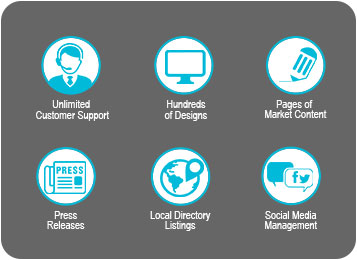 Unlimited
Customer Support
Hundreds
of Designs
Pages of
Market Content
PRESS
Press
Releases
Local Directory
Listings
Social Media
Management